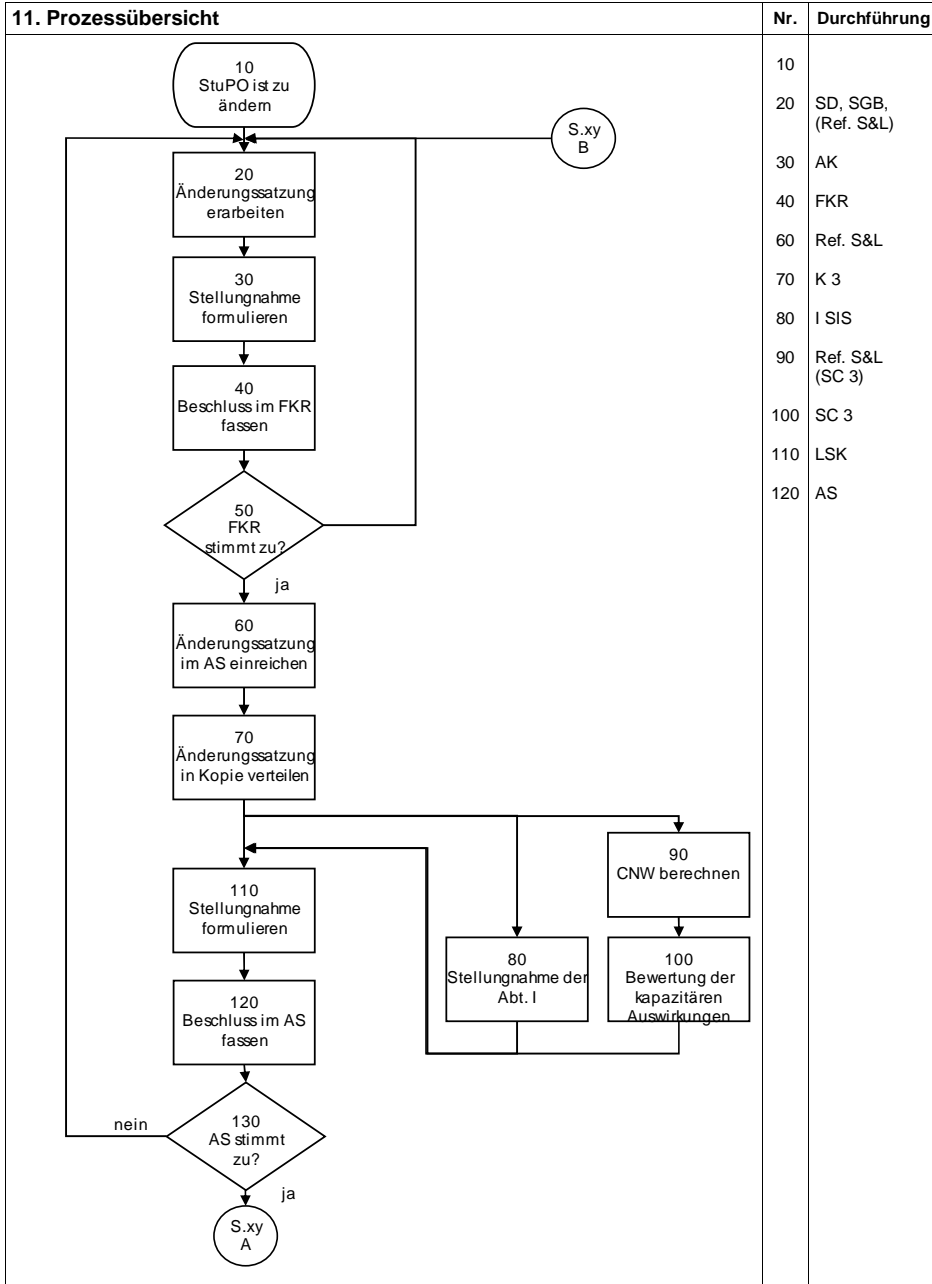 11. Prozessübersicht
Nr.
Durchführung
10
StuPO ist zu
ändern
S.xy
B
20
Änderungssatzung
erarbeiten
30
Stellungnahme
formulieren
40
Beschluss im FKR
fassen
50
FKR
stimmt zu?
ja
60
Änderungssatzung
im AS einreichen
70
Änderungssatzung
in Kopie verteilen
90
CNW berechnen
110
Stellungnahme
formulieren
80
Stellungnahme der
Abt. I
100
Bewertung der
kapazitären
Auswirkungen
120
Beschluss im AS
fassen
nein
130
AS stimmt
zu?
ja
S.xy
A
10
20 SD, SGB,
(Ref. S&L)
30 AK
40 FKR
60 Ref. S&L
70 K 3
80 I SIS
90 Ref. S&L
(SC 3)
100 SC 3
110 LSK
120 AS